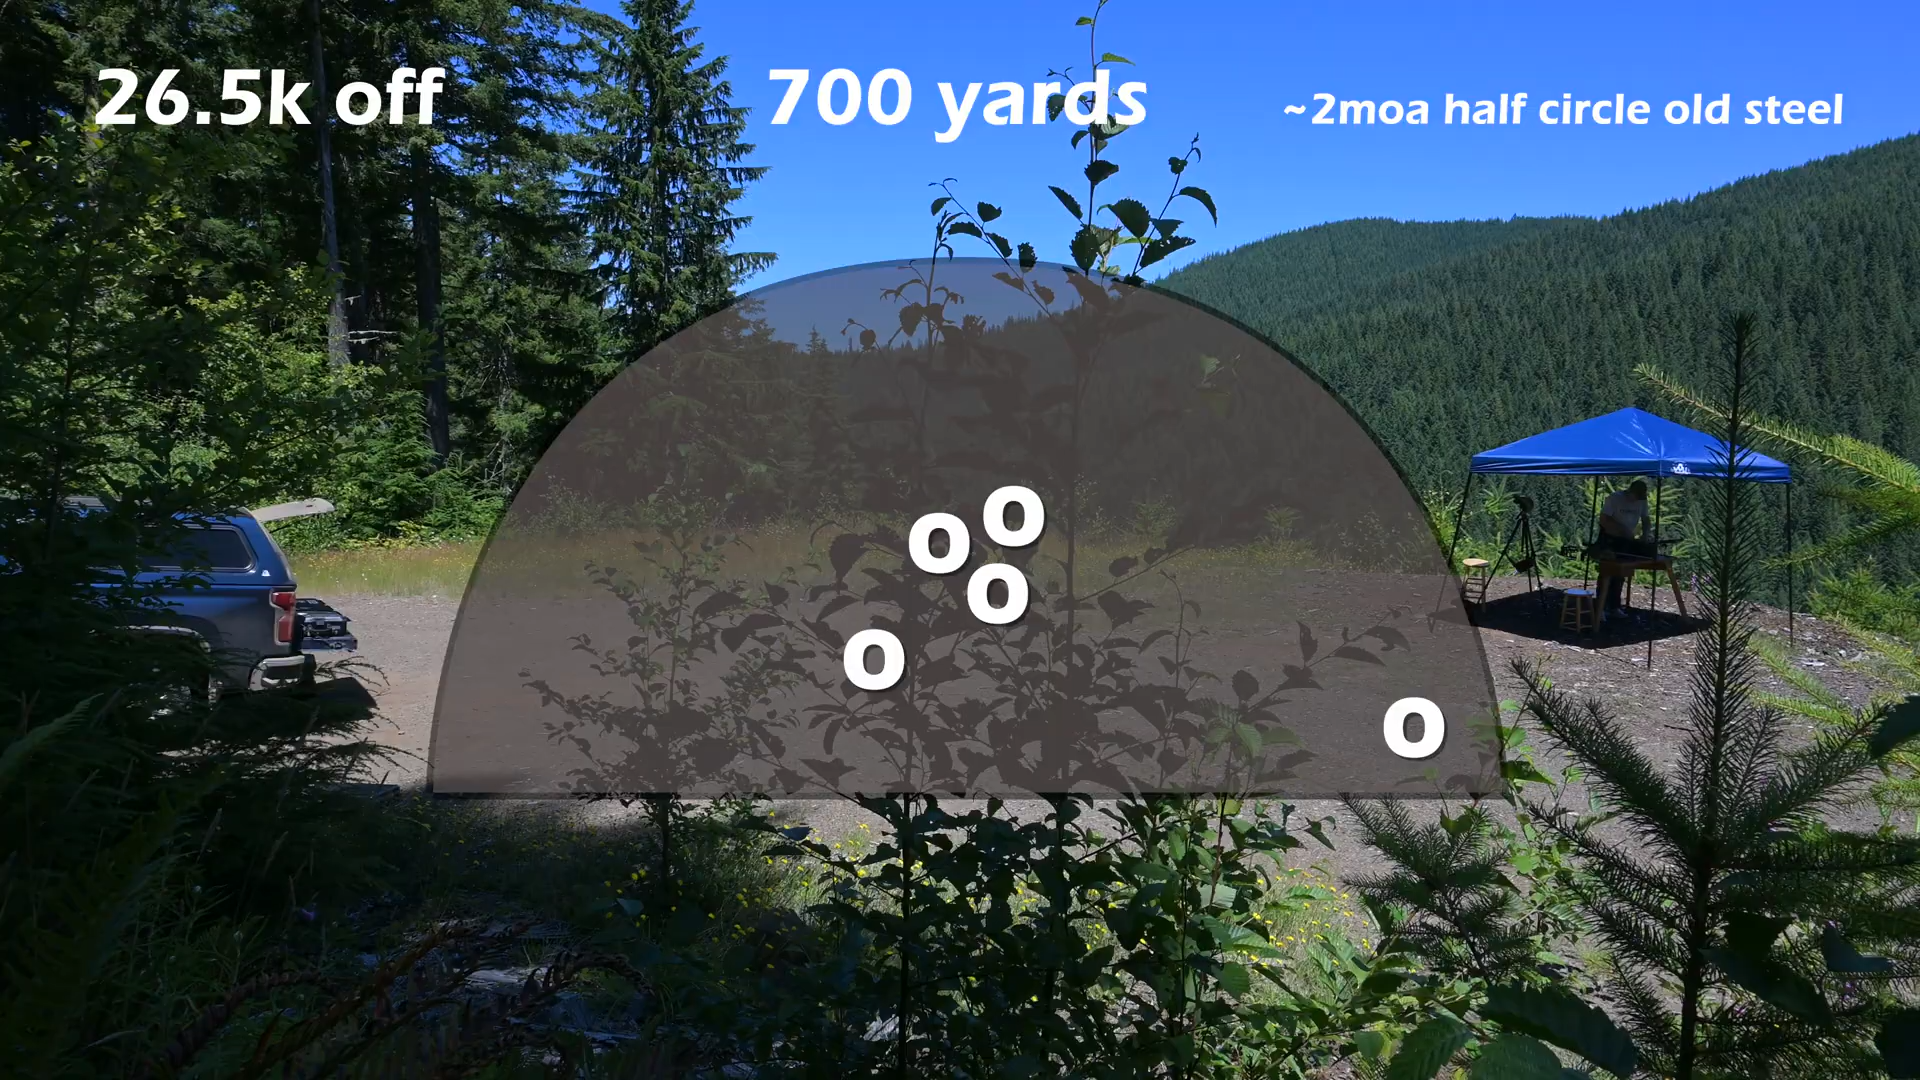 26.5k off
700 yards
~2moa half circle old steel
o
o
o
o
o